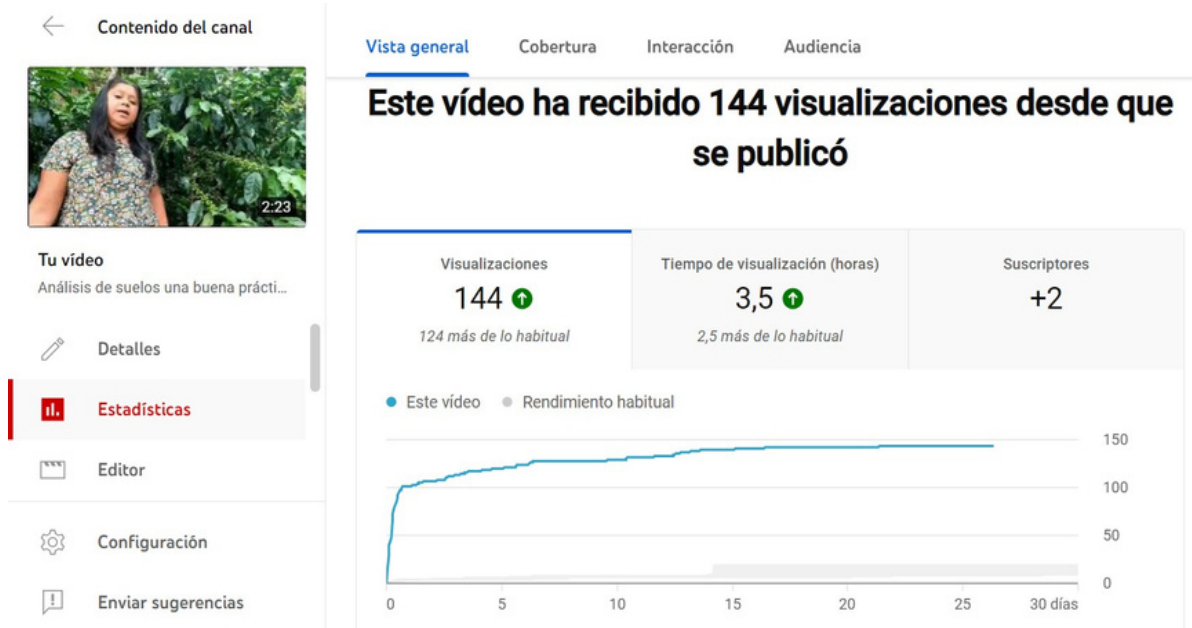 Contenido del canal
2:23
Tu vídeo
Análisis de suelos una buena prácti...
Detalles
Estadísticas
Editor
Configuración
Enviar sugerencias
Vista general Cobertura Interacción Audiencia
Este vídeo ha recibido 144 visualizaciones desde que
se publicó
Visualizaciones
144
124 más de lo habitual
Tiempo de visualización (horas)
3,5
2,5 más de lo habitual
Suscriptores
+2
Este vídeo Rendimiento habitual
150
100
50
0
0 5 10 15 20 25 30 días